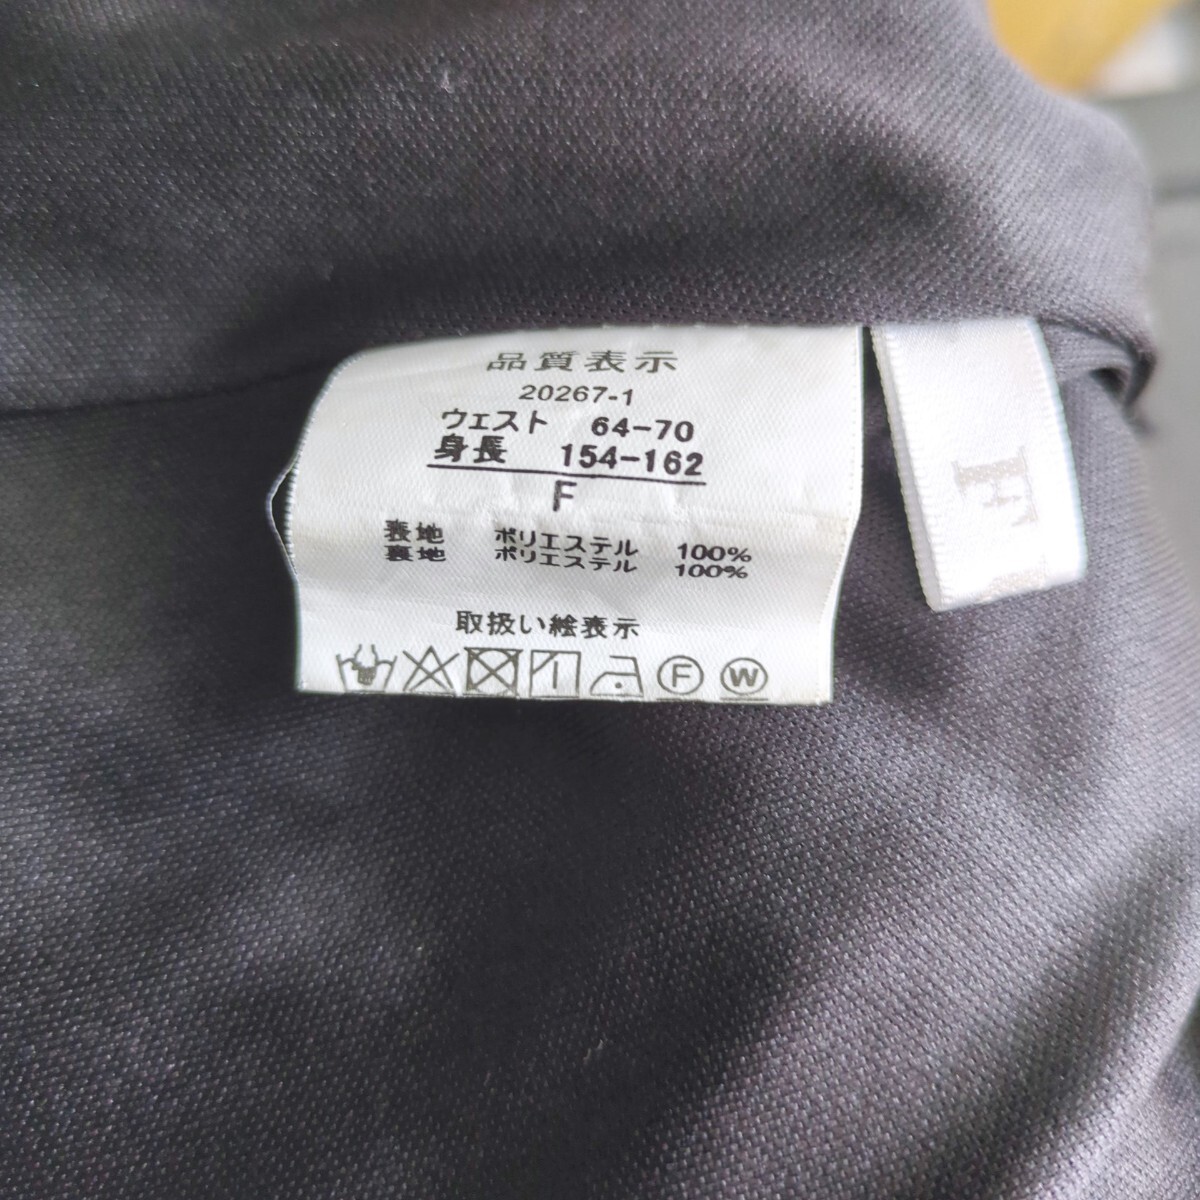 品質表示
20267-1
ウェスト 64-70
身長 154-162
F
表地 ポリエステル 100%
裏地 ポリエステル 100%
取扱い絵表示
F W
F